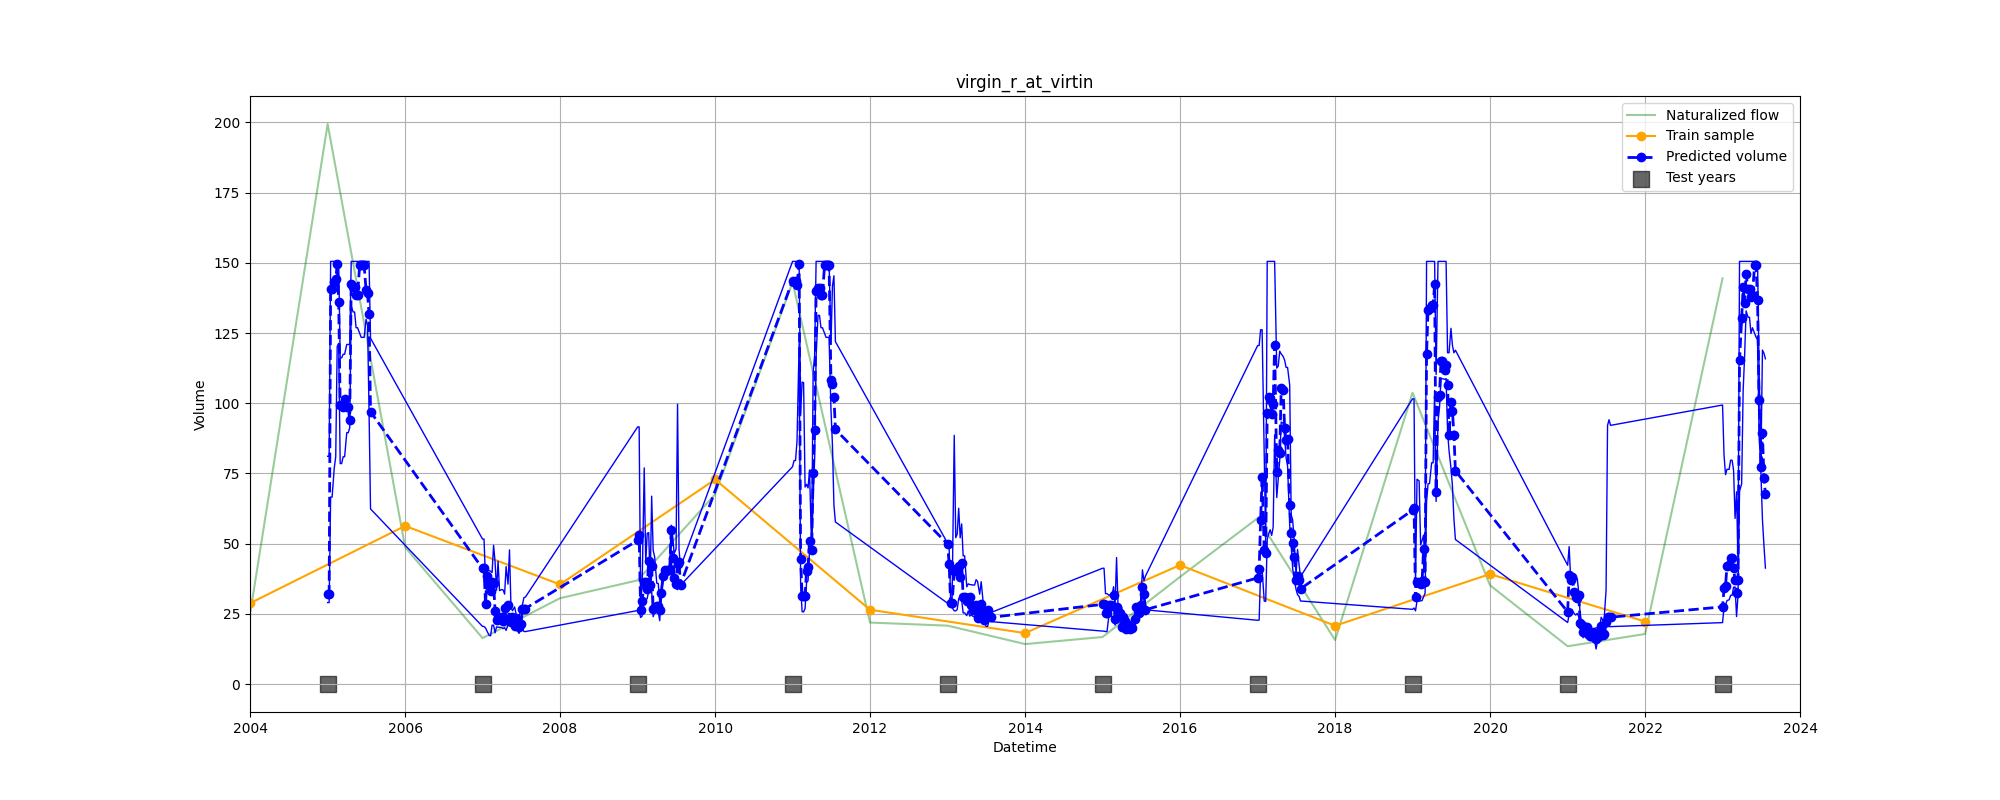 virgin_r_at_virtin
Naturalized flow
Train sample
Predicted volume
Test years
Volume
200
175
150
125
100
75
50
25
0
2004 2006 2008 2010 2012 2014 2016 2018 2020 2022 2024
Datetime